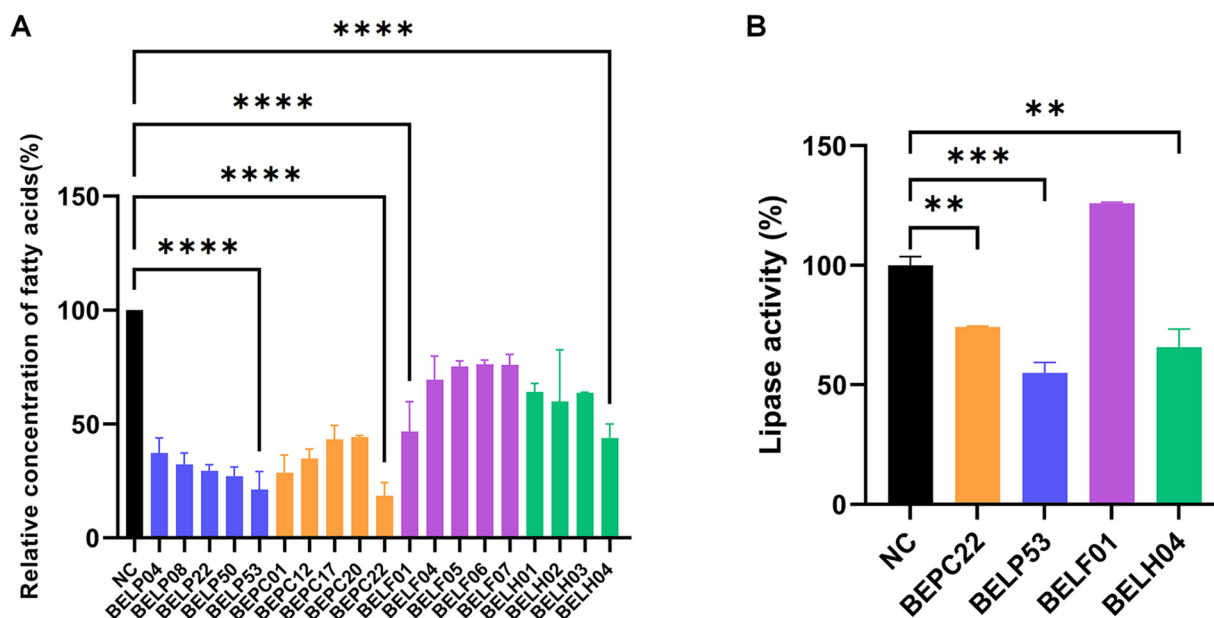 A
****
****
****
****
Relative concentration of fatty acids(%)
150
100
50
0
NC
BELP04
BELP08
BELP22
BELP50
BELP53
BEPC01
BEPC12
BEPC17
BEPC20
BEPC22
BELF01
BELF04
BELF05
BELF06
BELF07
BELH01
BELH02
BELH03
BELH04
B
**
***
**
Lipase activity (%)
150
100
50
0
NC
BEPC22
BELP53
BELF01
BELH04